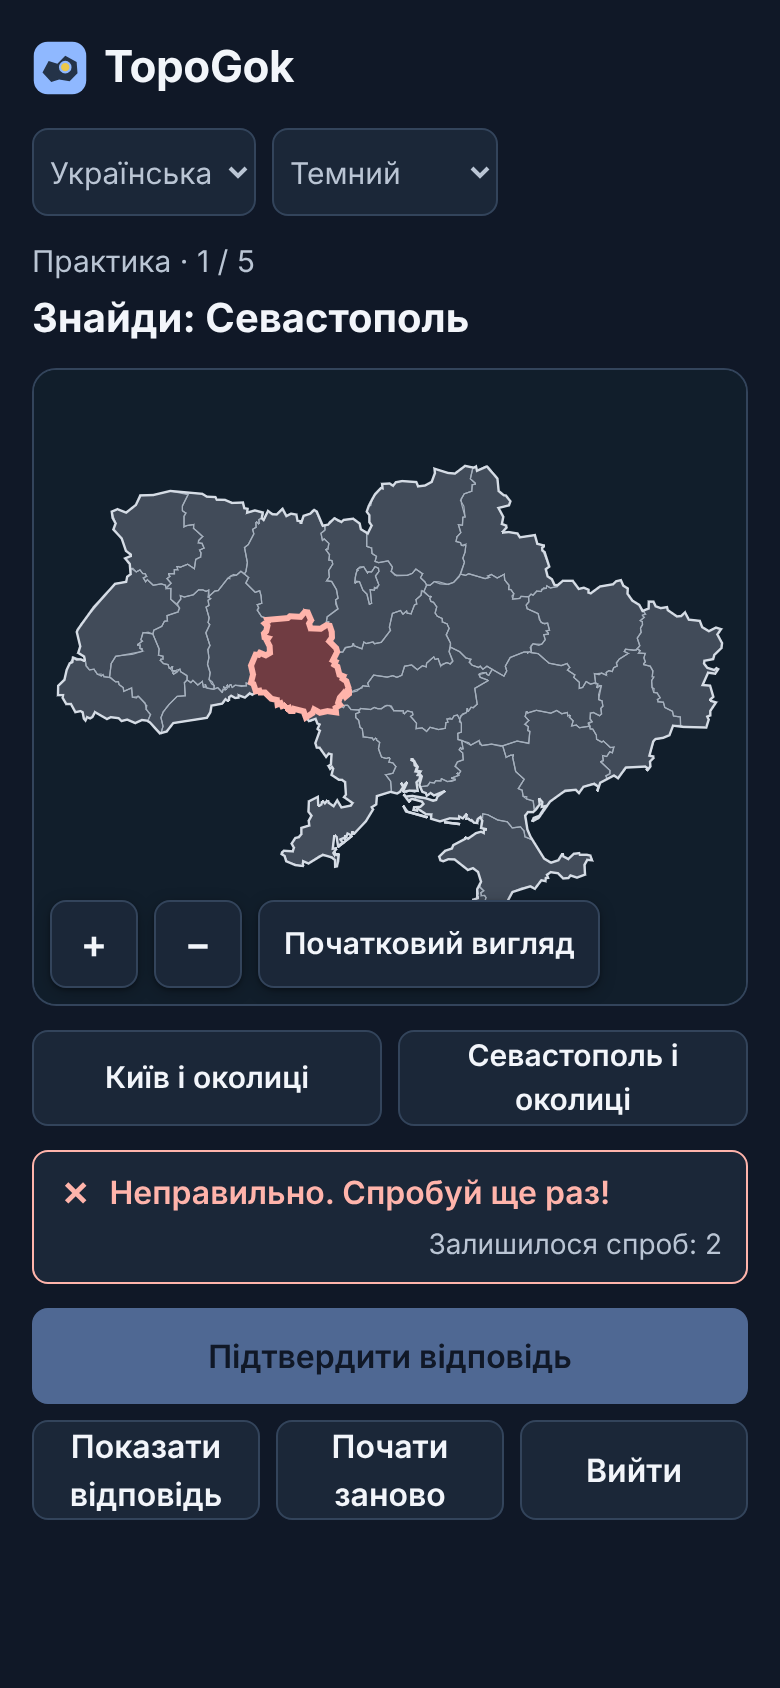 TopoGok
Українська
Темний
Практика · 1 / 5
Знайди: Севастополь
+
−
Початковий вигляд
Київ і околиці
Севастополь і
околиці
✕ Неправильно. Спробуй ще раз!
Залишилося спроб: 2
Підтвердити відповідь
Показати
відповідь
Почати
заново
Вийти